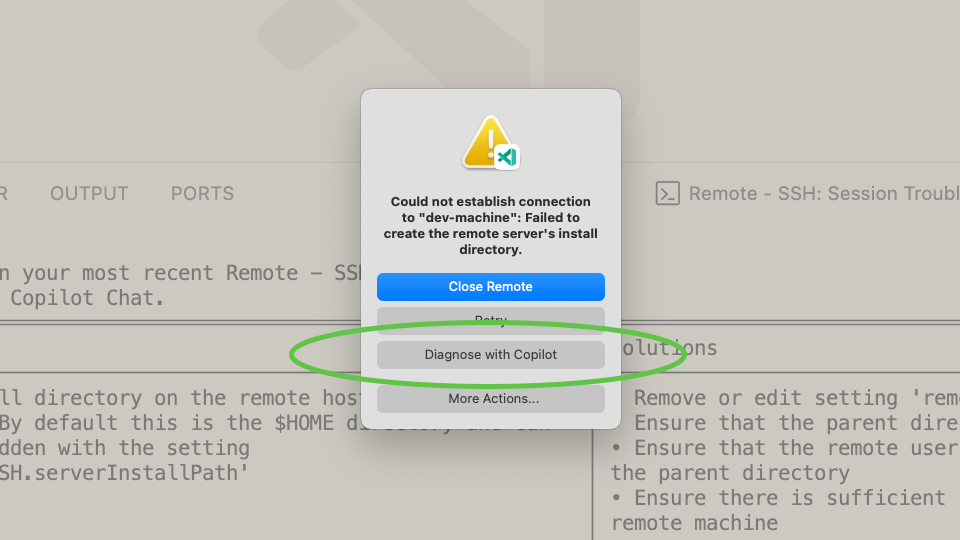 Could not establish connection
to "dev-machine": Failed to
create the remote server's install
directory.
Close Remote
Retry
Diagnose with Copilot
More Actions...
R OUTPUT PORTS
Remote - SSH: Session Troubl
n your most recent Remote – SSH
Copilot Chat.
olutions
ll directory on the remote host
By default this is the $HOME directory and can
dden with the setting
SH.serverInstallPath'
Remove or edit setting 'remo
Ensure that the parent dire
• Ensure that the remote user
the parent directory
• Ensure there is sufficient
remote machine